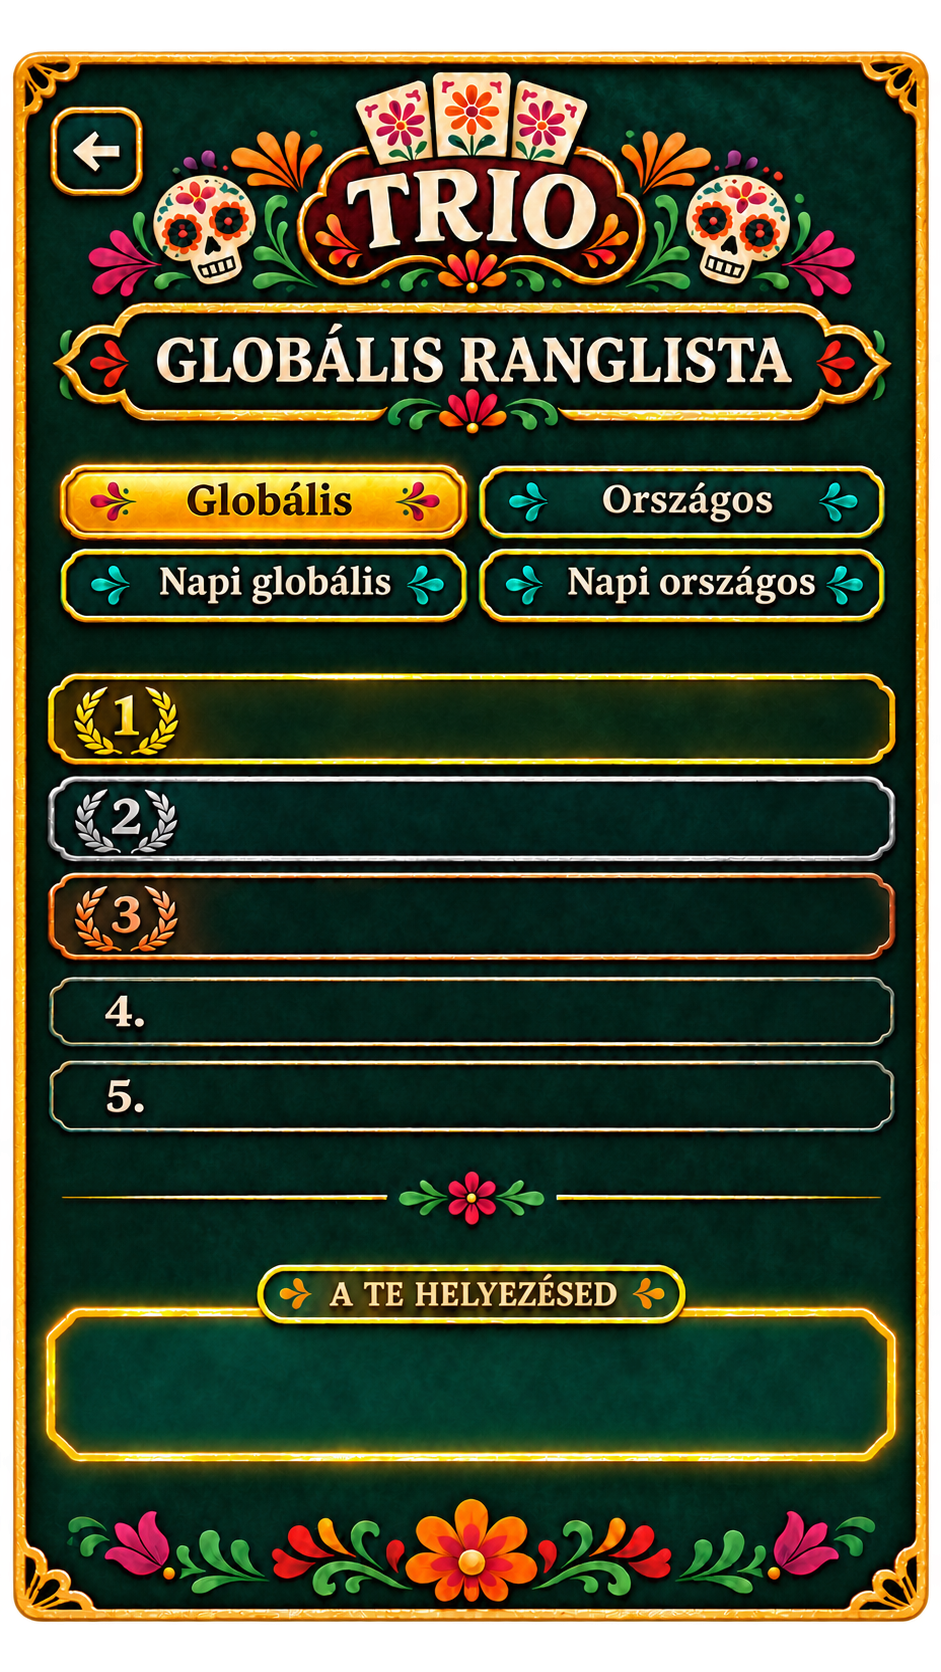 TRIO
GLOBÁLIS RANGLISTA
Globális
Országos
Napi globális
Napi országos
1
2
3
4.
5.
A TE HELYEZÉSED